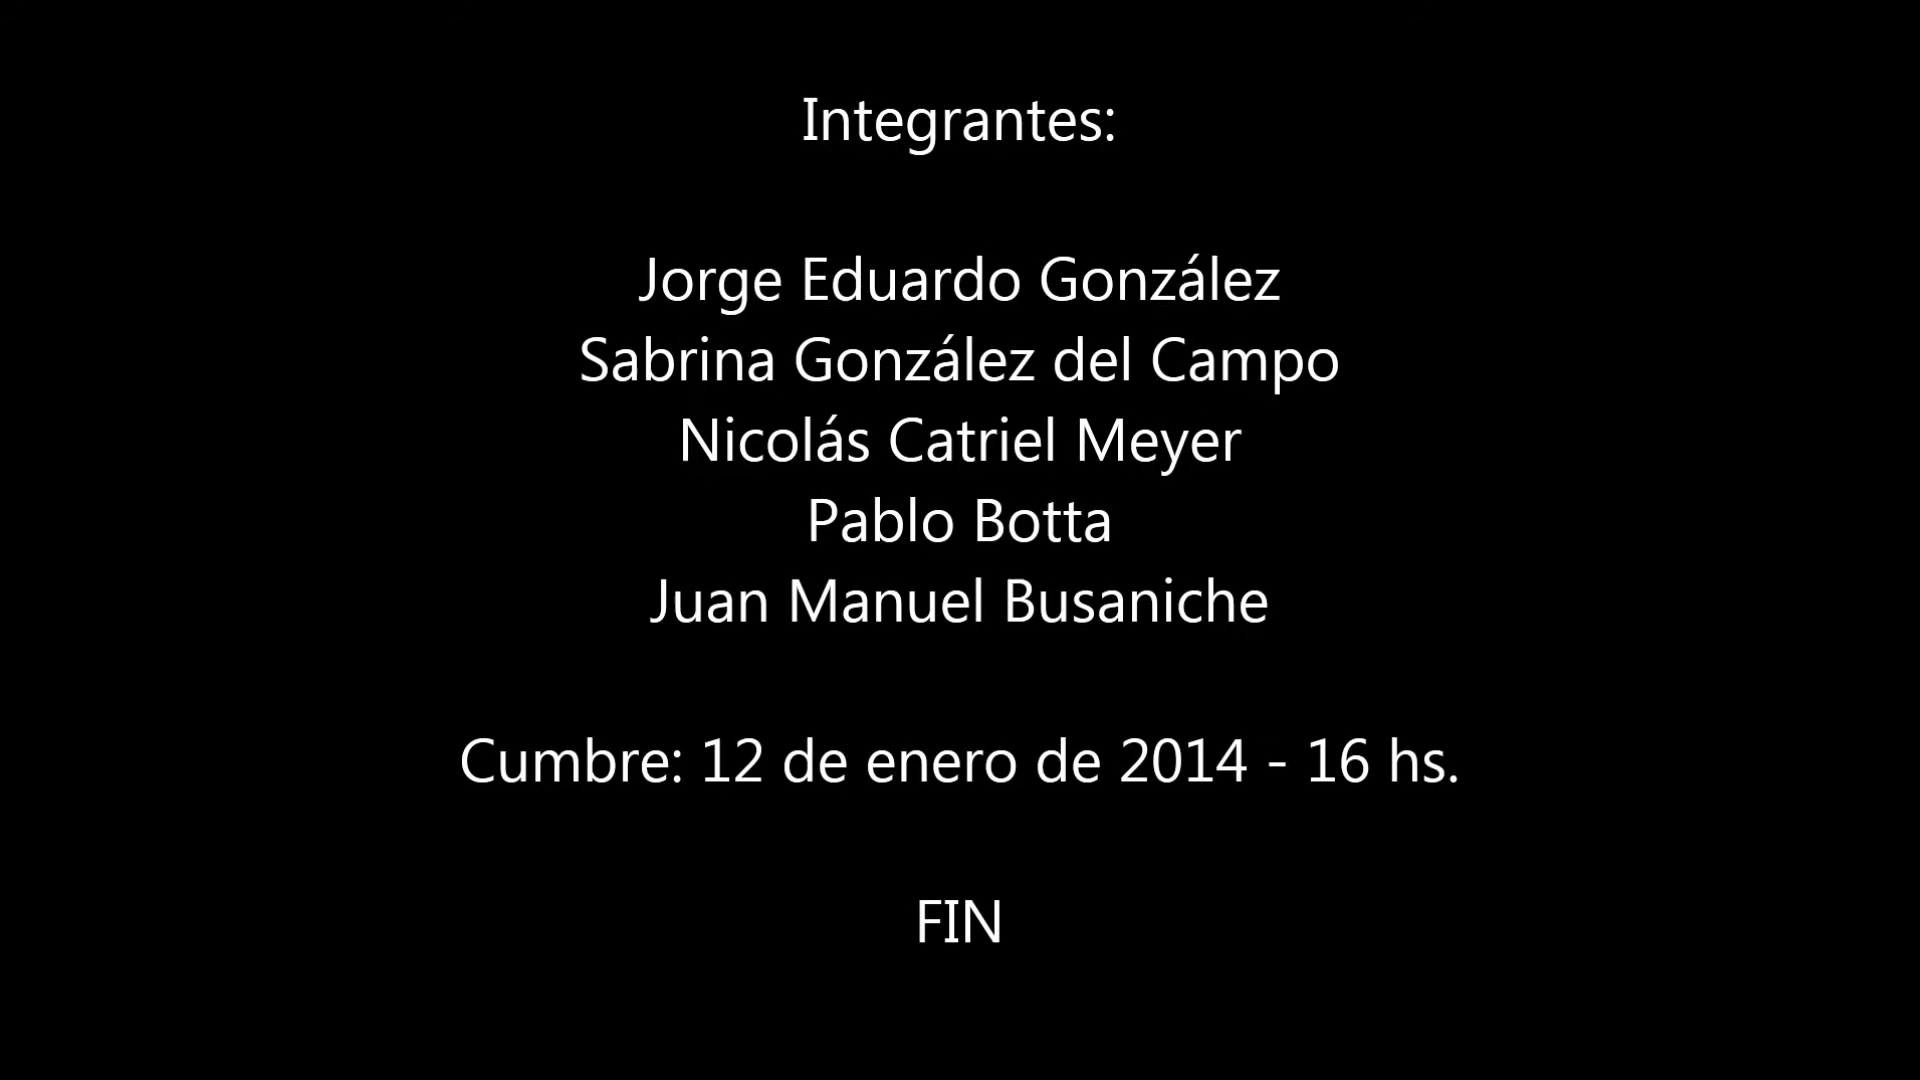 Integrantes:
Jorge Eduardo González
Sabrina González del Campo
Nicolás Catriel Meyer
Pablo Botta
Juan Manuel Busaniche
Cumbre: 12 de enero de 2014 - 16 hs.
FIN